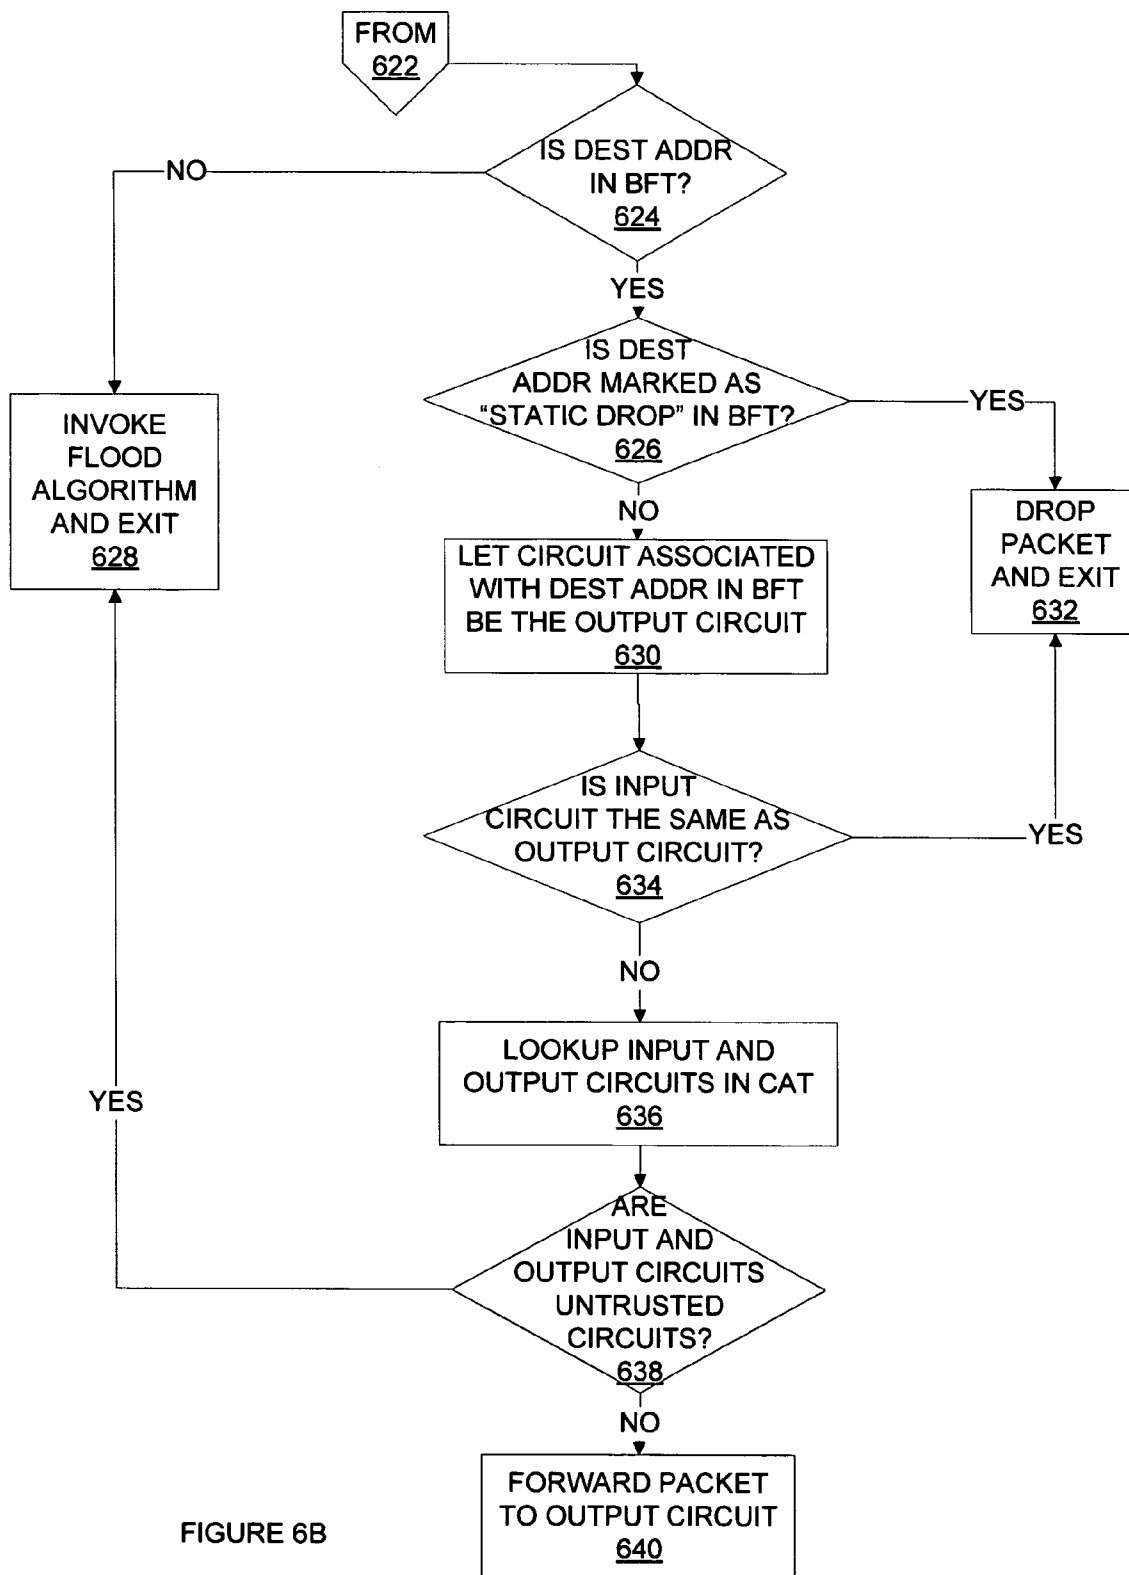 FROM
622
IS DEST ADDR
IN BFT?
624
NO
YES
IS DEST
ADDR MARKED AS
“STATIC DROP” IN BFT?
626
YES
INVOKE
FLOOD
ALGORITHM
AND EXIT
628
NO
DROP
PACKET
AND EXIT
632
LET CIRCUIT ASSOCIATED
WITH DEST ADDR IN BFT
BE THE OUTPUT CIRCUIT
630
IS INPUT
CIRCUIT THE SAME AS
OUTPUT CIRCUIT?
634
YES
NO
LOOKUP INPUT AND
OUTPUT CIRCUITS IN CAT
636
YES
ARE
INPUT AND
OUTPUT CIRCUITS
UNTRUSTED
CIRCUITS?
638
NO
FORWARD PACKET
TO OUTPUT CIRCUIT
640
FIGURE 6B